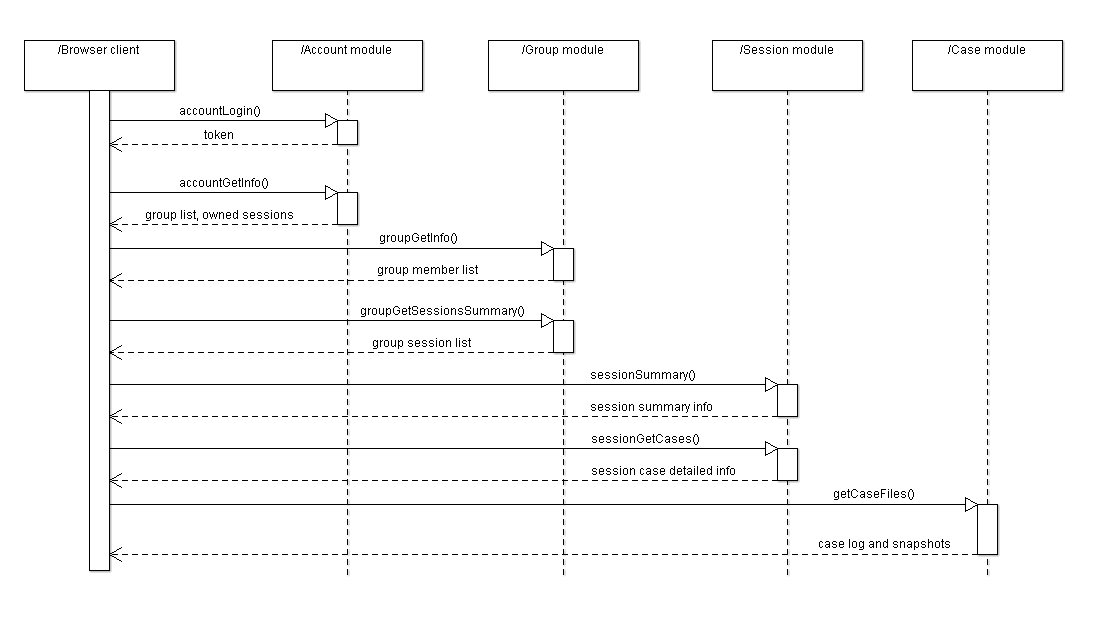 /Browser client
/Account module
/Group module
/Session module
/Case module
accountLogin()
token
accountGetInfo()
group list, owned sessions
groupGetInfo()
group member list
groupGetSessionsSummary()
group session list
sessionSummary()
session summary info
sessionGetCases()
session case detailed info
getCaseFiles()
case log and snapshots